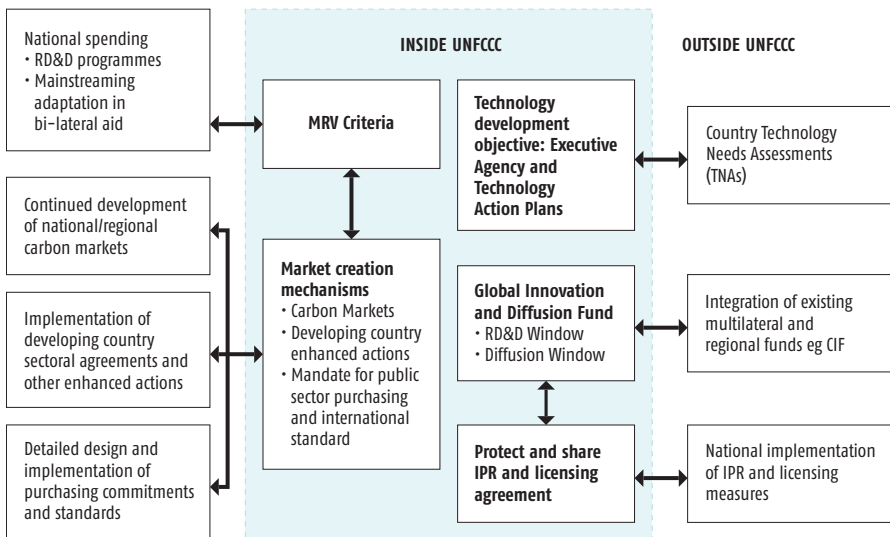 National spending
• RD&D programmes
• Mainstreaming
adaptation in
bi-lateral aid
Continued development
of national/regional
carbon markets
Implementation of
developing country
sectoral agreements and
other enhanced actions
Detailed design and
implementation of
purchasing commitments
and standards
INSIDE UNFCCC
MRV Criteria
Market creation
mechanisms
• Carbon Markets
• Developing country
enhanced actions
• Mandate for public
sector purchasing
and international
standard
Technology
development
objective: Executive
Agency and
Technology
Action Plans
Global Innovation
and Diffusion Fund
• RD&D Window
• Diffusion Window
Protect and share
IPR and licensing
agreement
OUTSIDE UNFCCC
Country Technology
Needs Assessments
(TNAs)
Integration of existing
multilateral and
regional funds eg CIF
National implementation
of IPR and licensing
measures